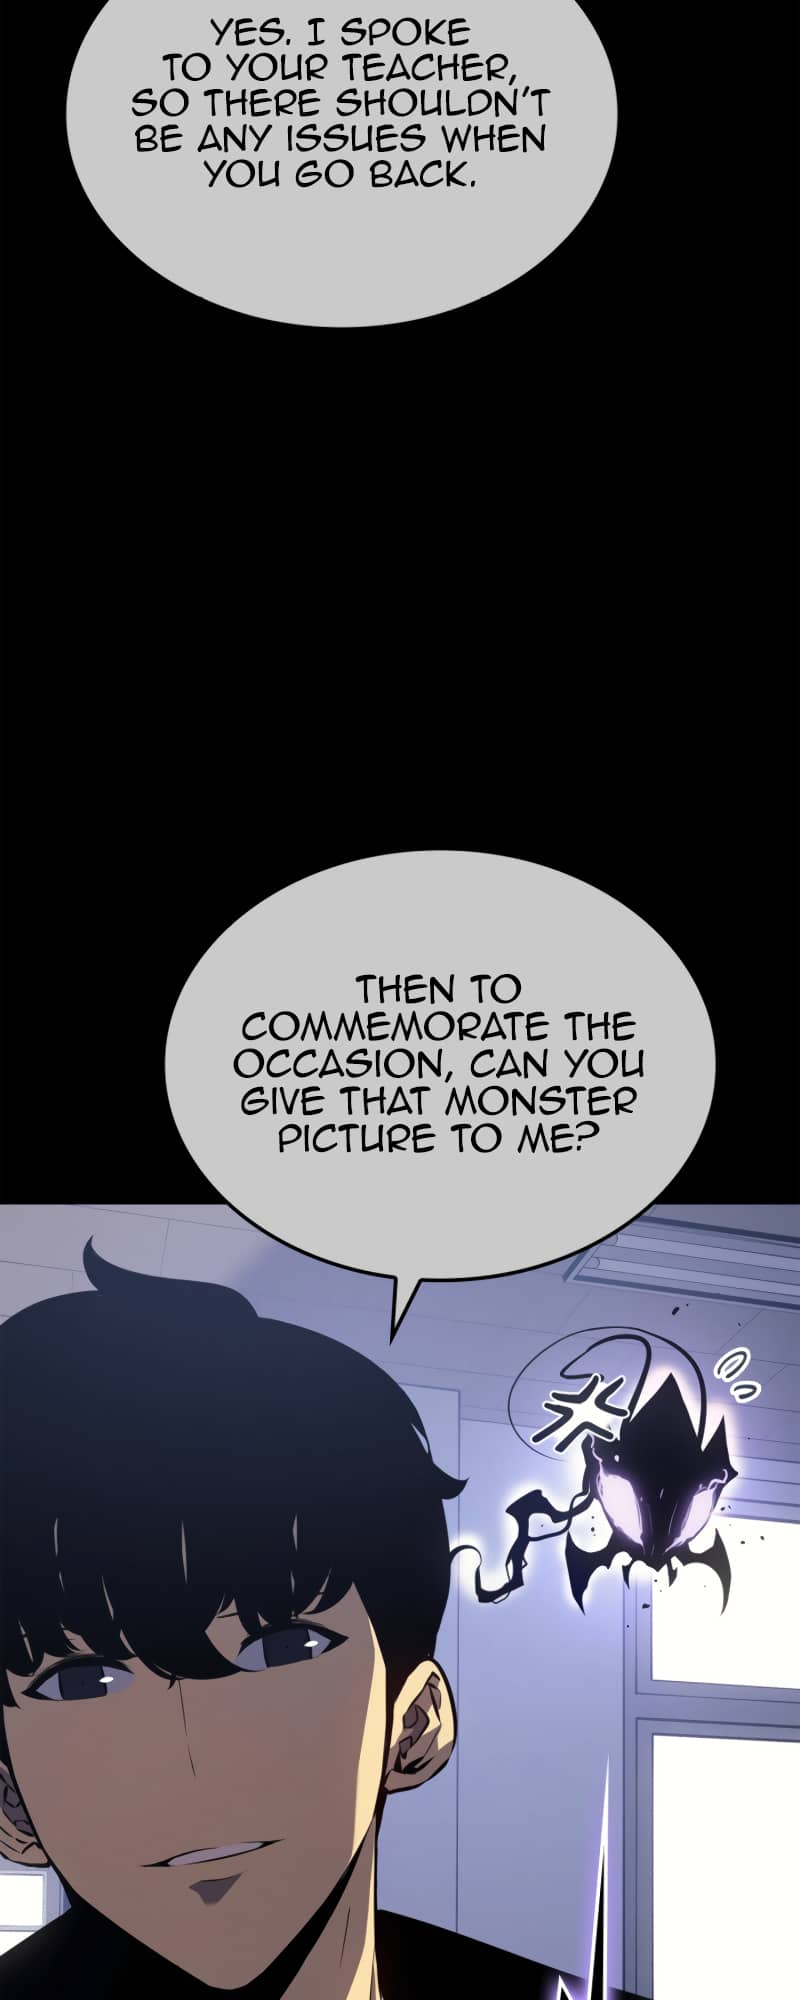 YES. I SPOKE
TO YOUR TEACHER,
SO THERE SHOULDN'T
BE ANY ISSUES WHEN
YOU GO BACK.
THEN TO
COMMEMORATE THE
OCCASION, CAN YOU
GIVE THAT MONSTER
PICTURE TO ME?